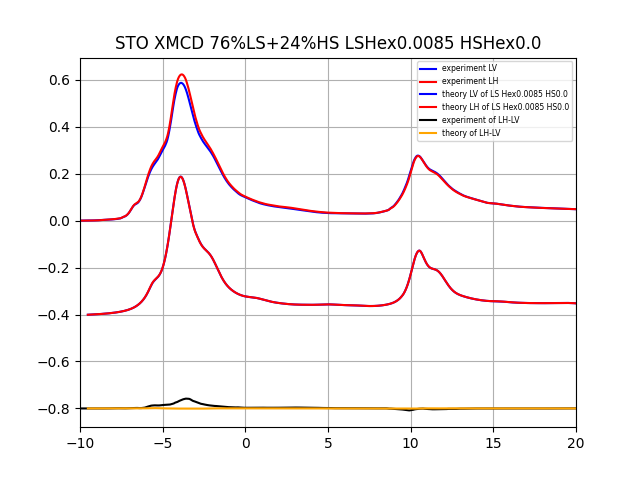 STO XMCD 76%LS+24%HS LSHex0.0085 HSHex0.0
experiment LV
experiment LH
theory LV of LS Hex0.0085 HS0.0
theory LH of LS Hex0.0085 HS0.0
experiment of LH-LV
theory of LH-LV
0.6
0.4
0.2
0.0
−0.2
−0.4
−0.6
−0.8
−10 −5 0 5 10 15 20